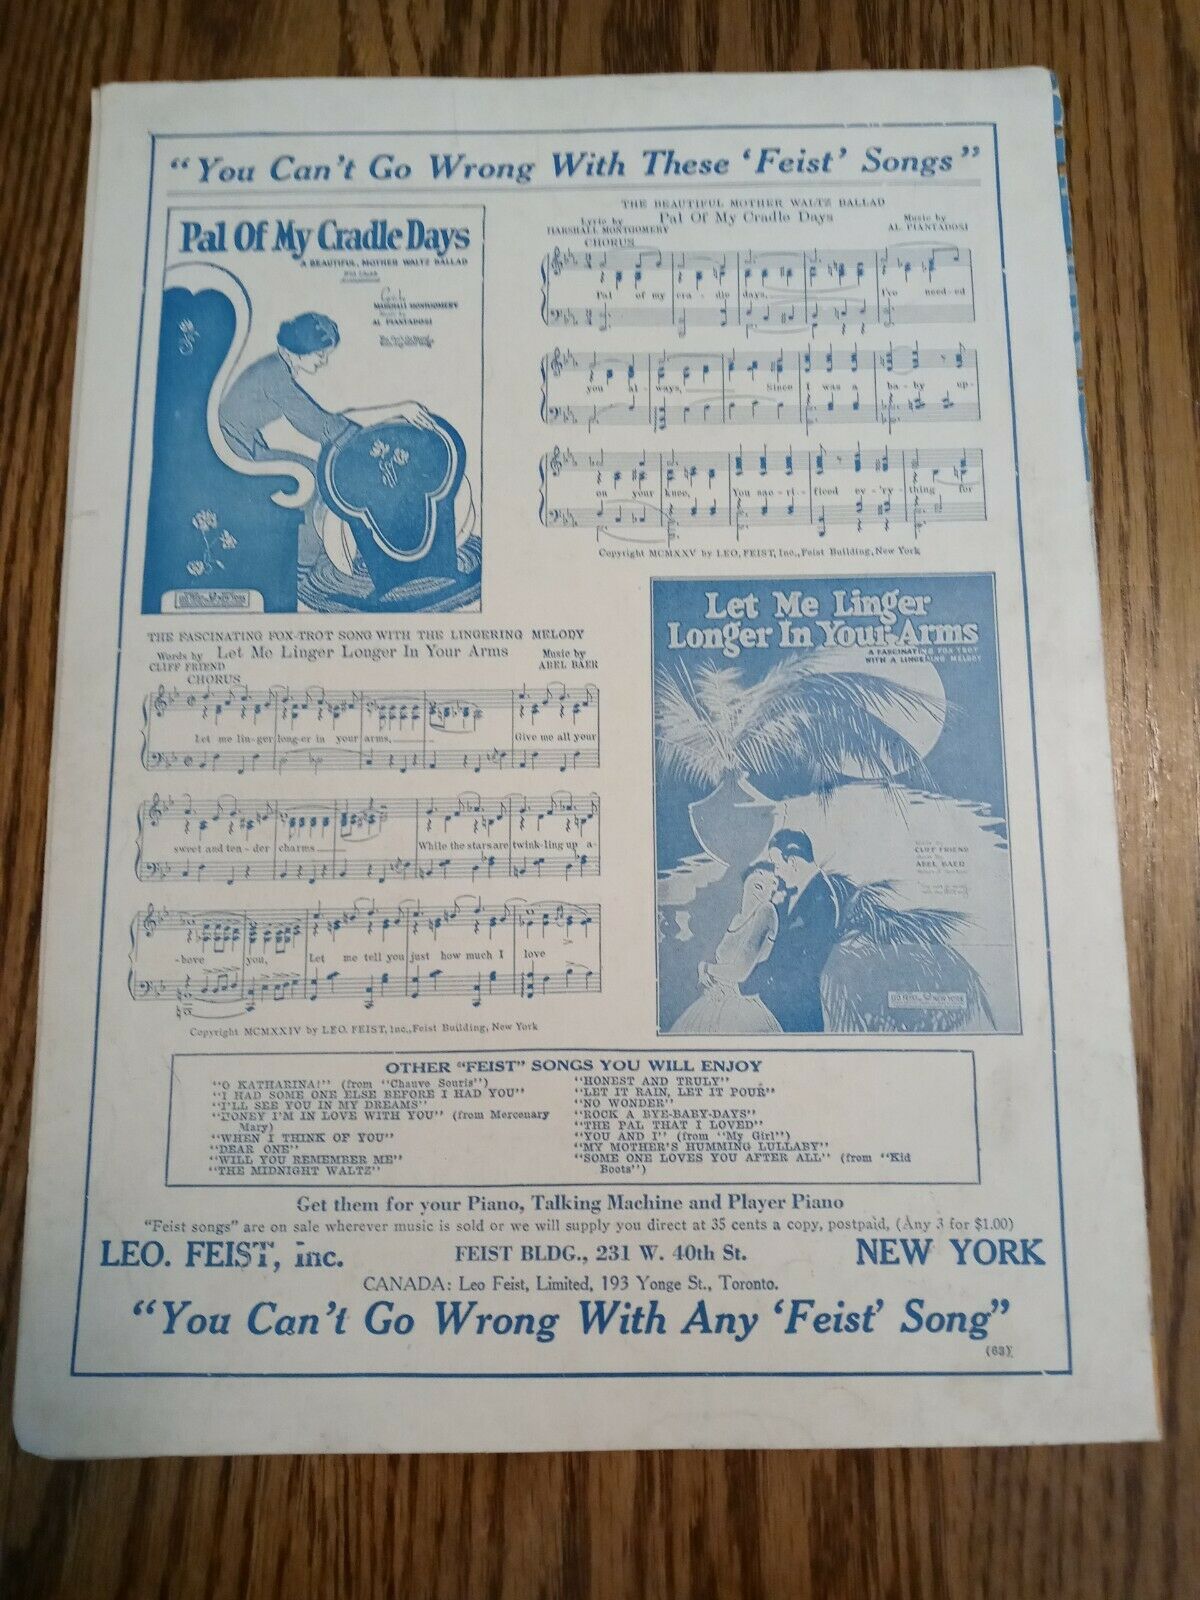 "You Can't Go Wrong With These 'Feist' Songs"
Pal Of My Cradle Days
A BEAUTIFUL, MOTHER WALTZ BALLAD
MARSHALL MONTGOMERY
AL PIANTADOSI
THE BEAUTIFUL MOTHER WALTZ BALLAD
Pal Of My Cradle Days
Lyric by
MARSHALL MONTGOMERY
Music by
AL PIANTADOSI
CHORUS
Pal of my cra - dle days, I've need-ed
you al - ways, Since I was a ba - by up-
on your knee, You sac - ri - ficed ev - 'ry - thing for
Copyright MCMXXV by LEO. FEIST, Inc., Feist Building, New York
THE FASCINATING FOX-TROT SONG WITH THE LINGERING MELODY
Let Me Linger Longer In Your Arms
Words by
CLIFF FRIEND
Music by
ABEL BAER
CHORUS
Let me lin-ger long-er in your arms, Give me all your
sweet and ten-der charms While the stars are twink-ling up a-
-bove you, Let me tell you just how much I love
Copyright MCMXXIV by LEO. FEIST, Inc., Feist Building, New York
Let Me Linger
Longer In Your Arms
A FASCINATING FOX TROT
WITH A LINGERING MELODY
CLIFF FRIEND
ABEL BAER
OTHER "FEIST" SONGS YOU WILL ENJOY
"O KATHARINA!" (from "Chauve Souris")
"I HAD SOME ONE ELSE BEFORE I HAD YOU"
"I'LL SEE YOU IN MY DREAMS"
"HONEY I'M IN LOVE WITH YOU" (from Mercenary
Mary)
"WHEN I THINK OF YOU"
"DEAR ONE"
"WILL YOU REMEMBER ME"
"THE MIDNIGHT WALTZ"
"HONEST AND TRULY"
"LET IT RAIN, LET IT POUR"
"NO WONDER"
"ROCK A BYE-BABY-DAYS"
"THE PAL THAT I LOVED"
"YOU AND I" (from "My Girl")
"MY MOTHER'S HUMMING LULLABY"
"SOME ONE LOVES YOU AFTER ALL" (from "Kid
Boots")
Get them for your Piano, Talking Machine and Player Piano
"Feist songs" are on sale wherever music is sold or we will supply you direct at 35 cents a copy, postpaid, (Any 3 for $1.00)
LEO. FEIST, Inc. FEIST BLDG., 231 W. 40th St. NEW YORK
CANADA: Leo Feist, Limited, 193 Yonge St., Toronto.
"You Can't Go Wrong With Any 'Feist' Song"
(63)